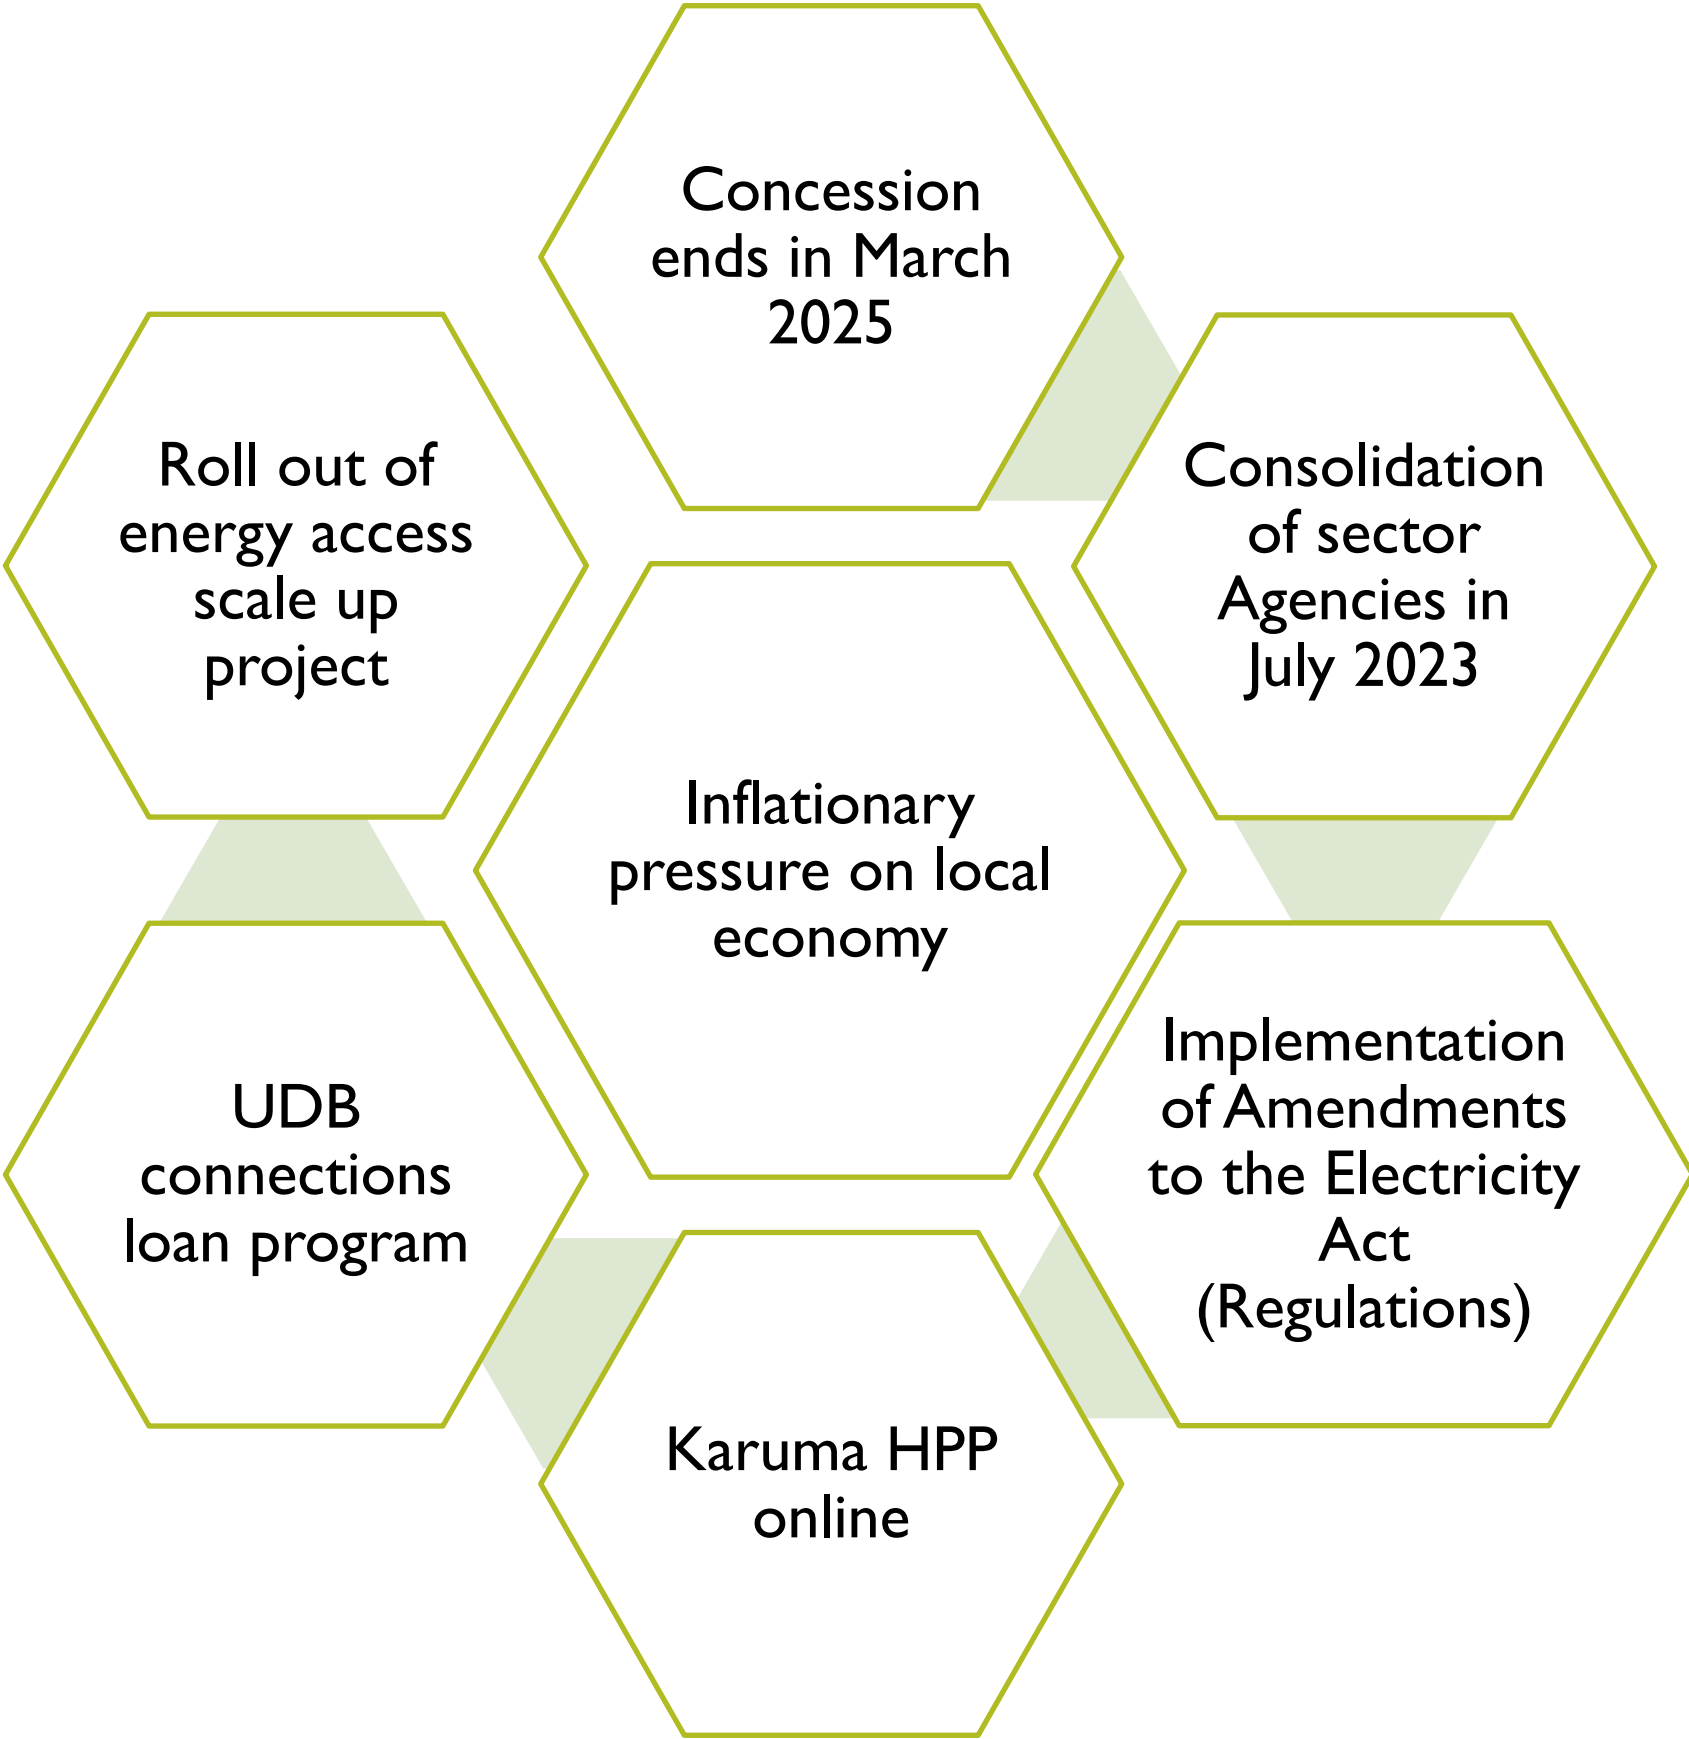 Concession
ends in March
2025
Roll out of
energy access
scale up
project
Consolidation
of sector
Agencies in
July 2023
Inflationary
pressure on local
economy
UDB
connections
loan program
Implementation
of Amendments
to the Electricity
Act
(Regulations)
Karuma HPP
online